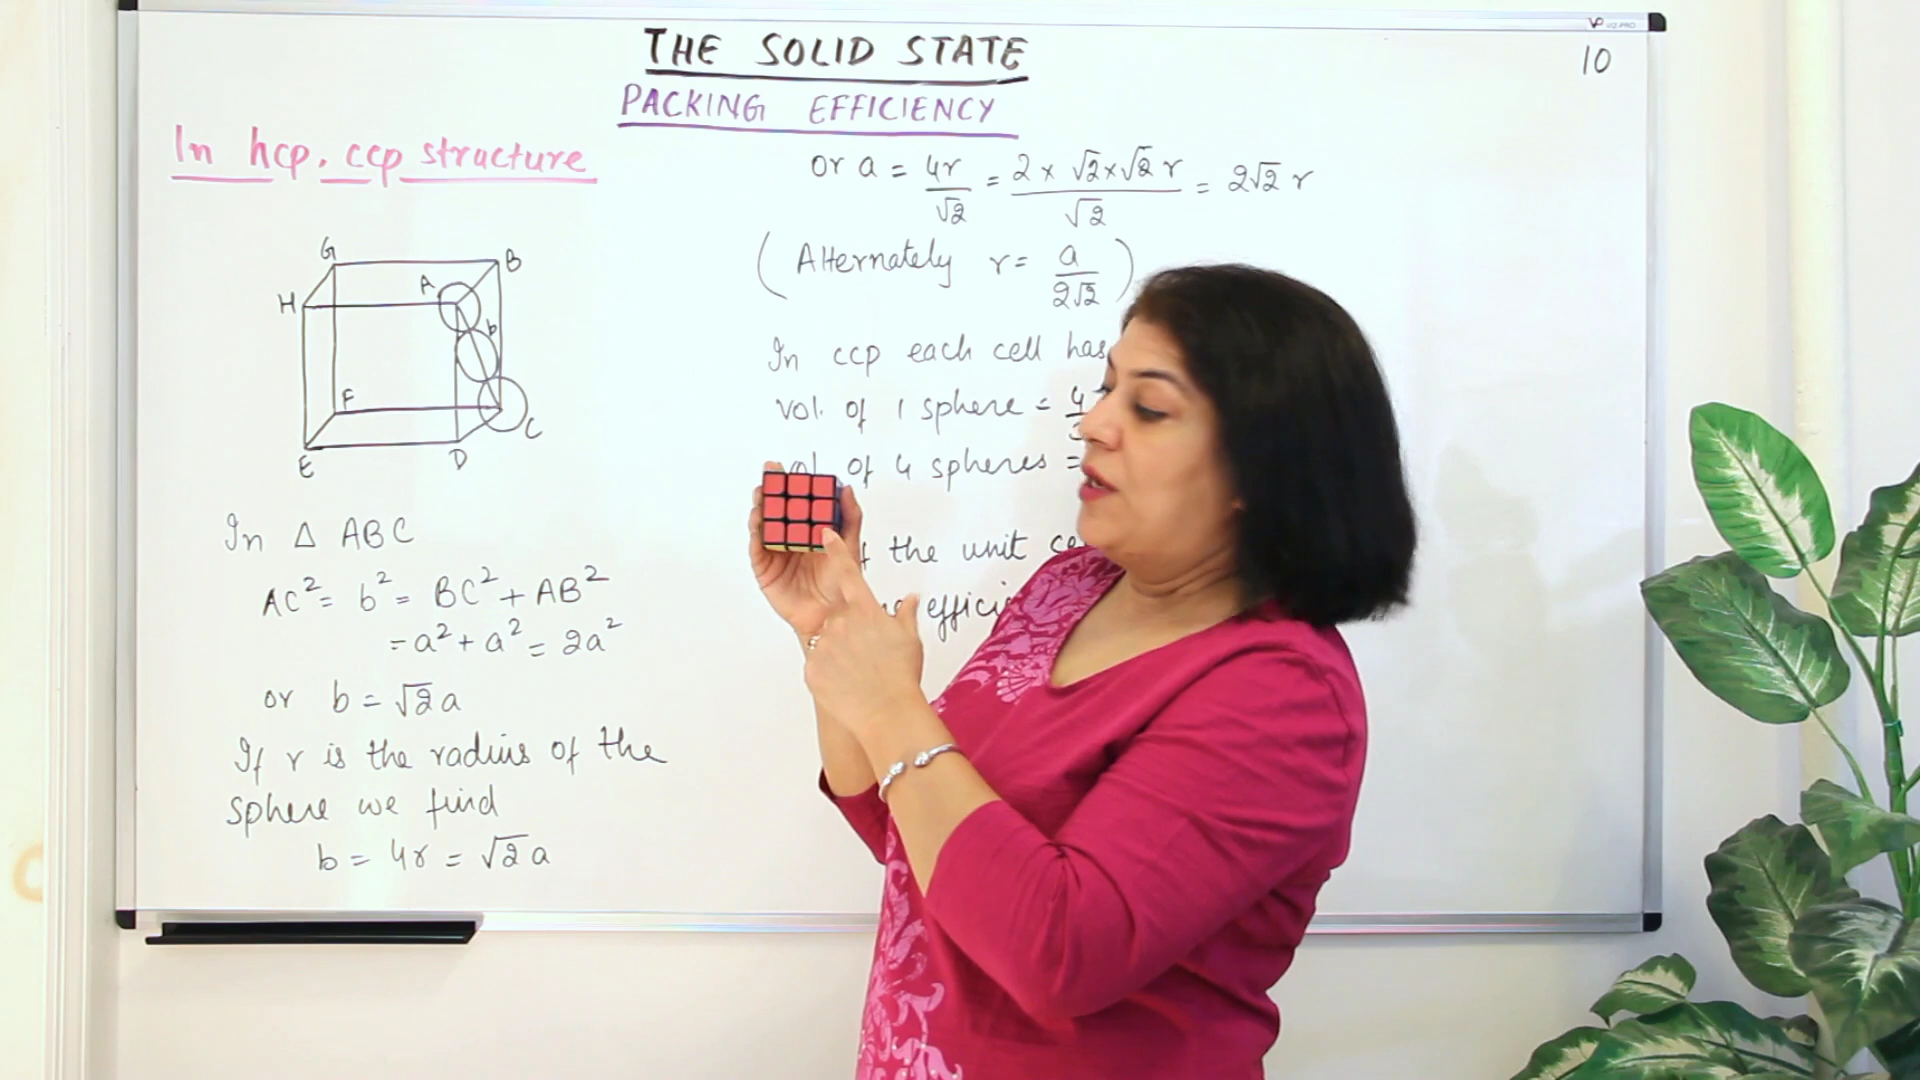 THE SOLID STATE
PACKING EFFICIENCY
10
In hcp, ccp structure
G
B
H
A
b
F
C
E
D
In Δ ABC
AC² = b² = BC² + AB²
= a² + a² = 2a²
or b = √2 a
If r is the radius of the
sphere we find
b = 4r = √2 a
or a = 4r/√2 = 2 × √2 × √2 r/√2 = 2√2 r
(Alternately r = a/2√2)
In ccp each cell has
vol. of 1 sphere = 4
vol. of 4 spheres =
the unit